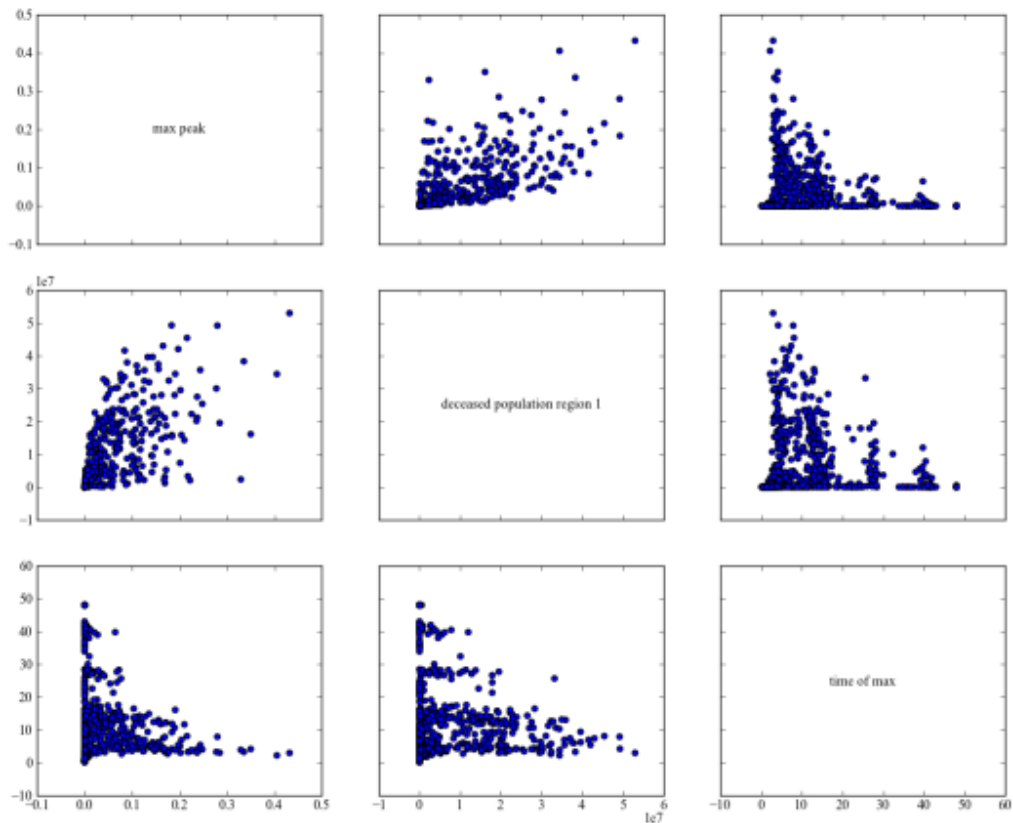 0.5
0.4
0.3
0.2
0.1
0.0
−0.1
max peak
1e7
6
5
4
3
2
1
0
−1
deceased population region 1
60
50
40
30
20
10
0
−10
time of max
−0.1 0.0 0.1 0.2 0.3 0.4 0.5
−1 0 1 2 3 4 5 6
1e7
−10 0 10 20 30 40 50 60